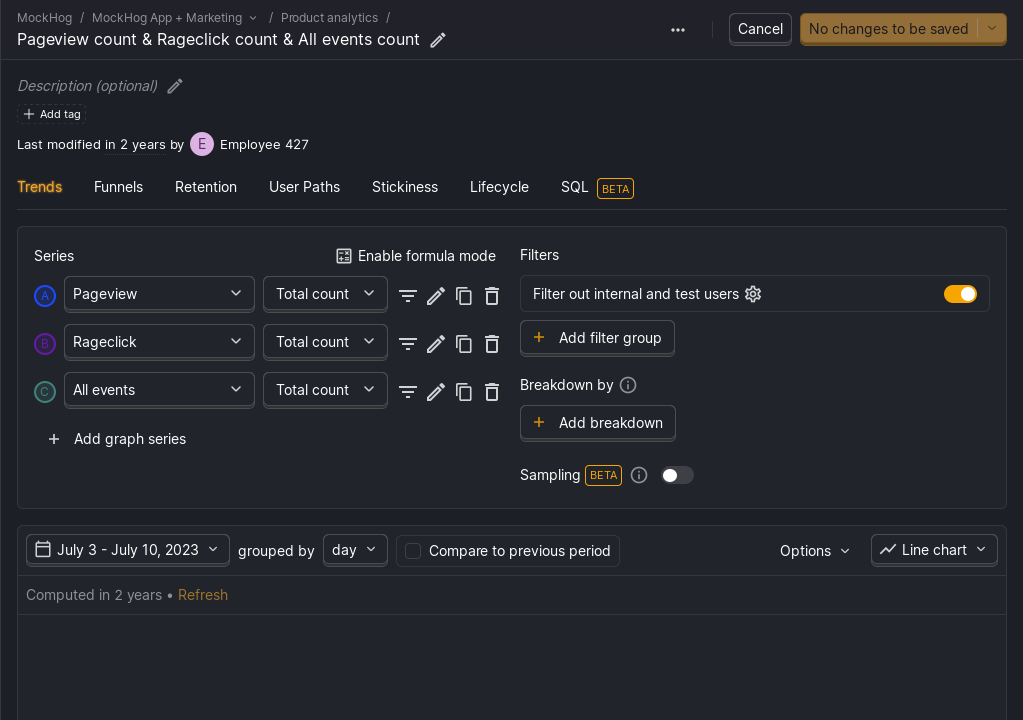 MockHog / MockHog App + Marketing / Product analytics /
Pageview count & Rageclick count & All events count
Cancel
No changes to be saved
Description (optional)
Add tag
Last modified in 2 years by E Employee 427
Trends Funnels Retention User Paths Stickiness Lifecycle SQL BETA
Series
Enable formula mode
A Pageview Total count
B Rageclick Total count
C All events Total count
Add graph series
Filters
Filter out internal and test users
Add filter group
Breakdown by
Add breakdown
Sampling BETA
July 3 - July 10, 2023 grouped by day Compare to previous period Options Line chart
Computed in 2 years • Refresh